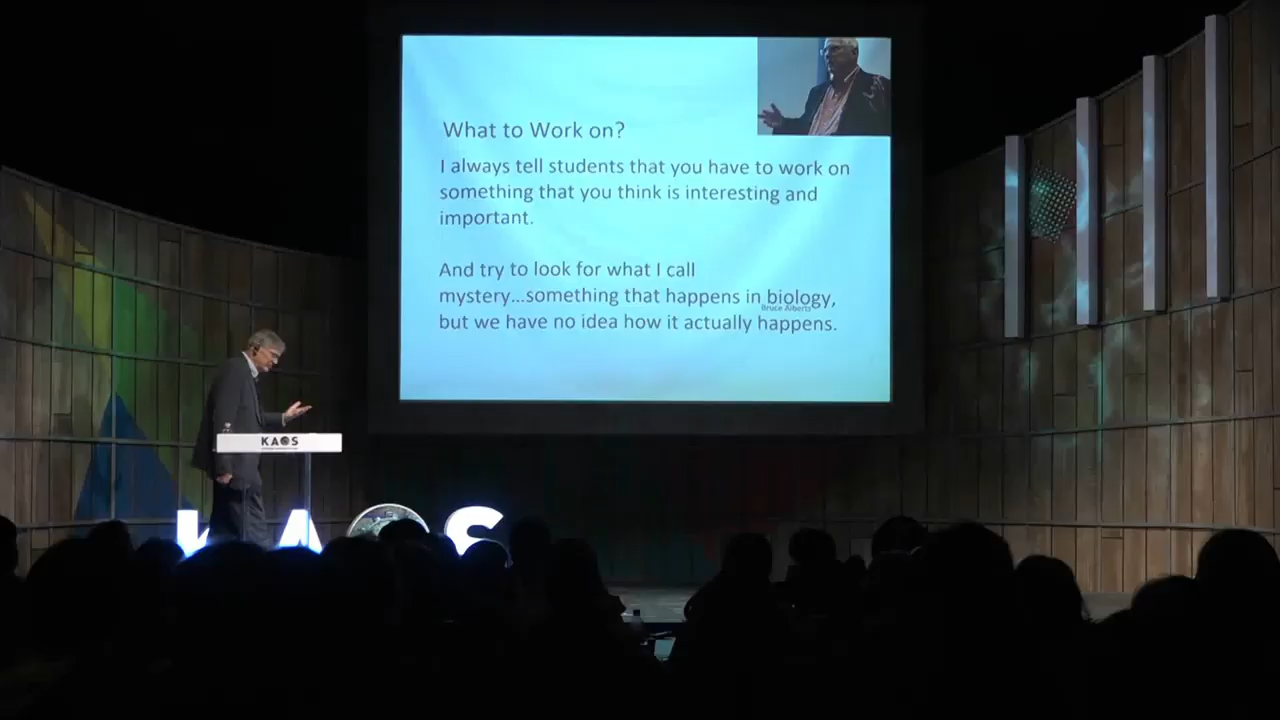 What to Work on?
I always tell students that you have to work on
something that you think is interesting and
important.
And try to look for what I call
mystery...something that happens in biology,
Bruce Alberts
but we have no idea how it actually happens.
KAOS
KAOS